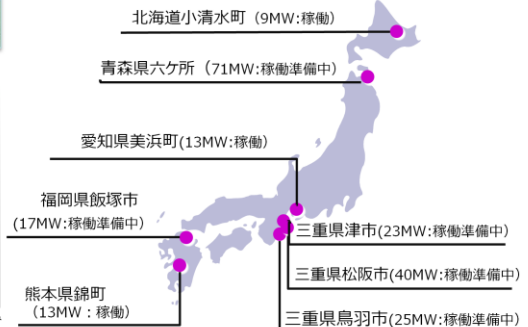 北海道小清水町（9MW:稼働）
青森県六ケ所（71MW:稼働準備中）
愛知県美浜町(13MW:稼働)
福岡県飯塚市
(17MW:稼働準備中)
三重県津市(23MW:稼働準備中)
三重県松阪市(40MW:稼働準備中)
熊本県錦町
（13MW：稼働）
三重県鳥羽市(25MW:稼働準備中)